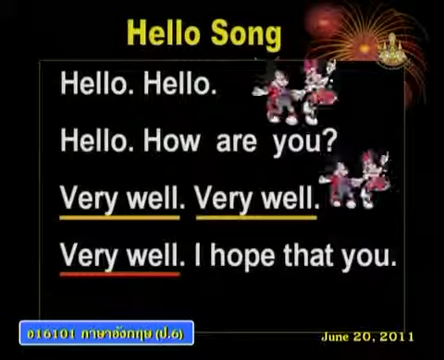 Hello Song
Hello. Hello.
Hello. How are you?
Very well. Very well.
Very well. I hope that you.
อ16101 ภาษาอังกฤษ (ป.6)
June 20, 2011